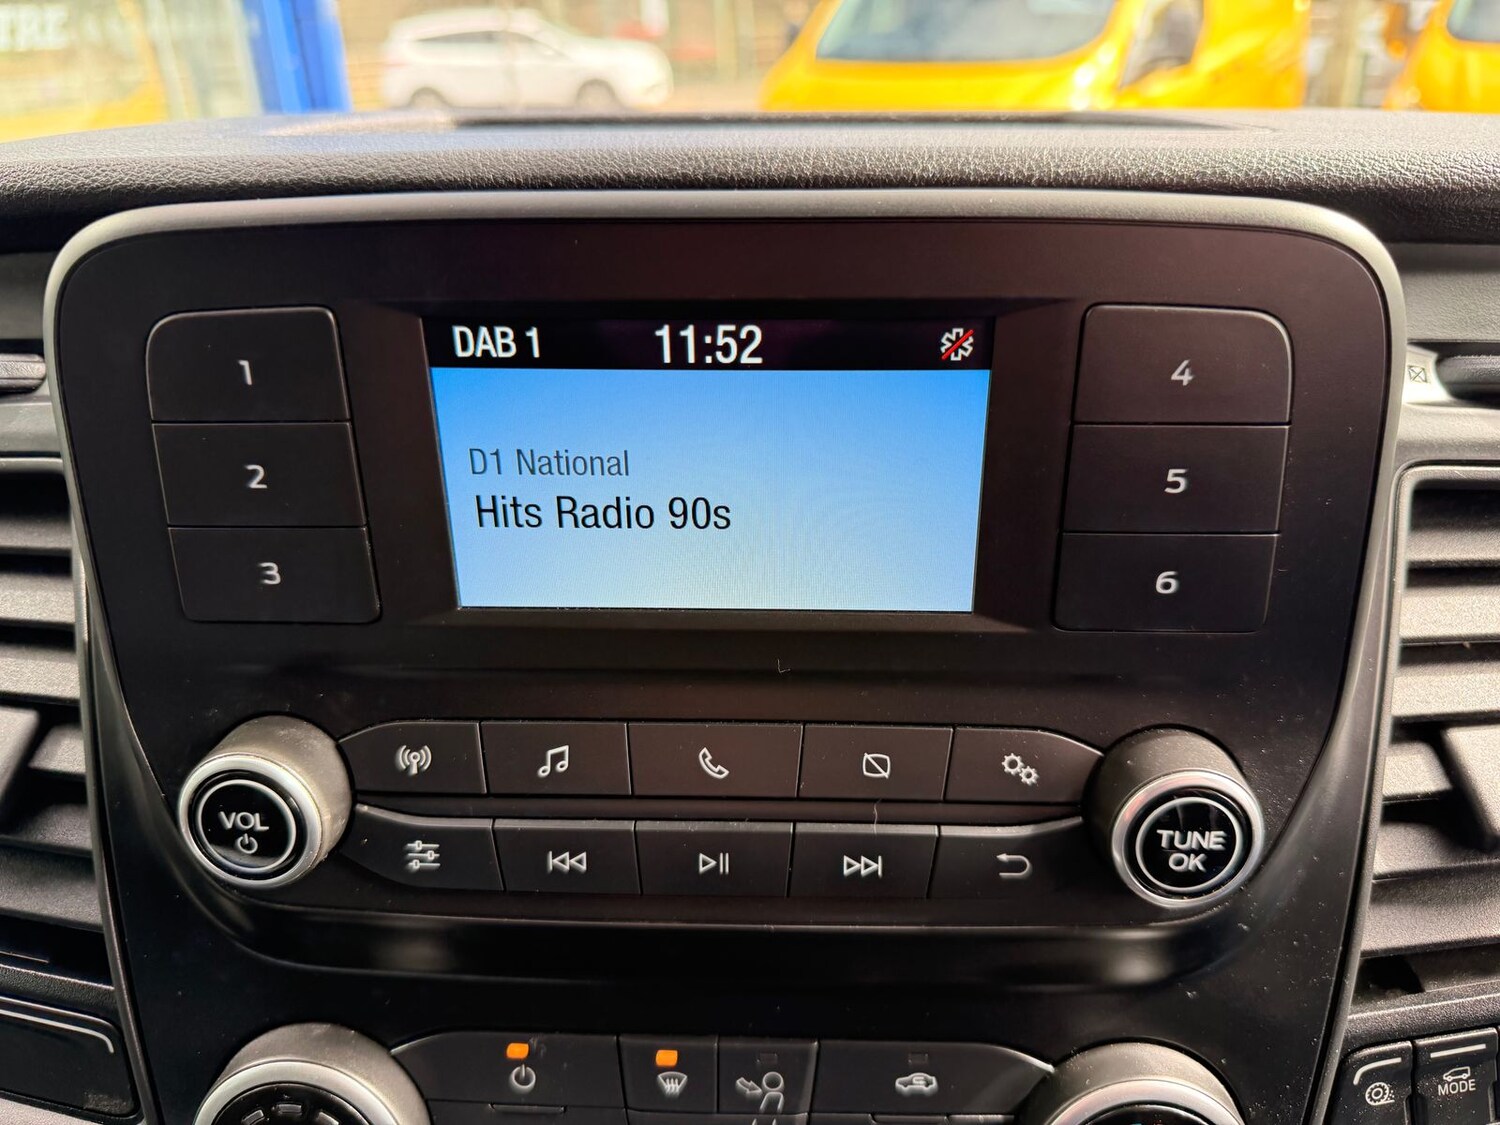 TRE
DAB 1
11:52
D1 National
Hits Radio 90s
1
2
3
4
5
6
VOL
TUNE
OK
MODE